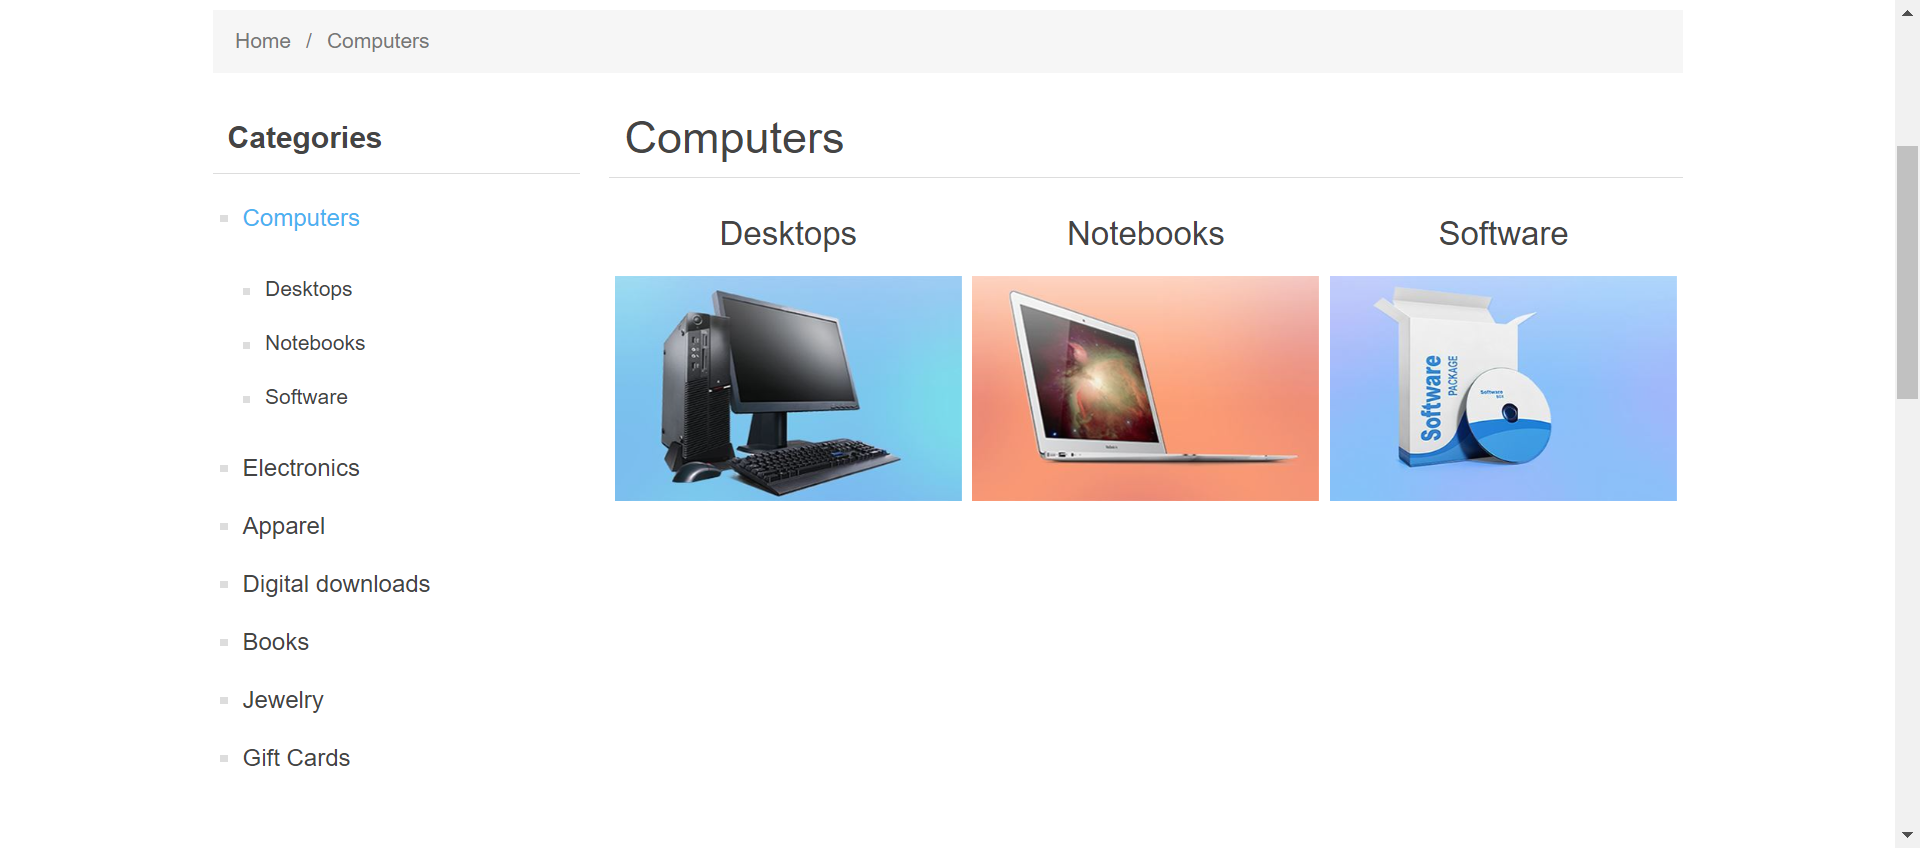 Home / Computers
Categories
Computers
Desktops
Notebooks
Software
Electronics
Apparel
Digital downloads
Books
Jewelry
Gift Cards
Computers
Desktops
Notebooks
Software
Software
PACKAGE
Software